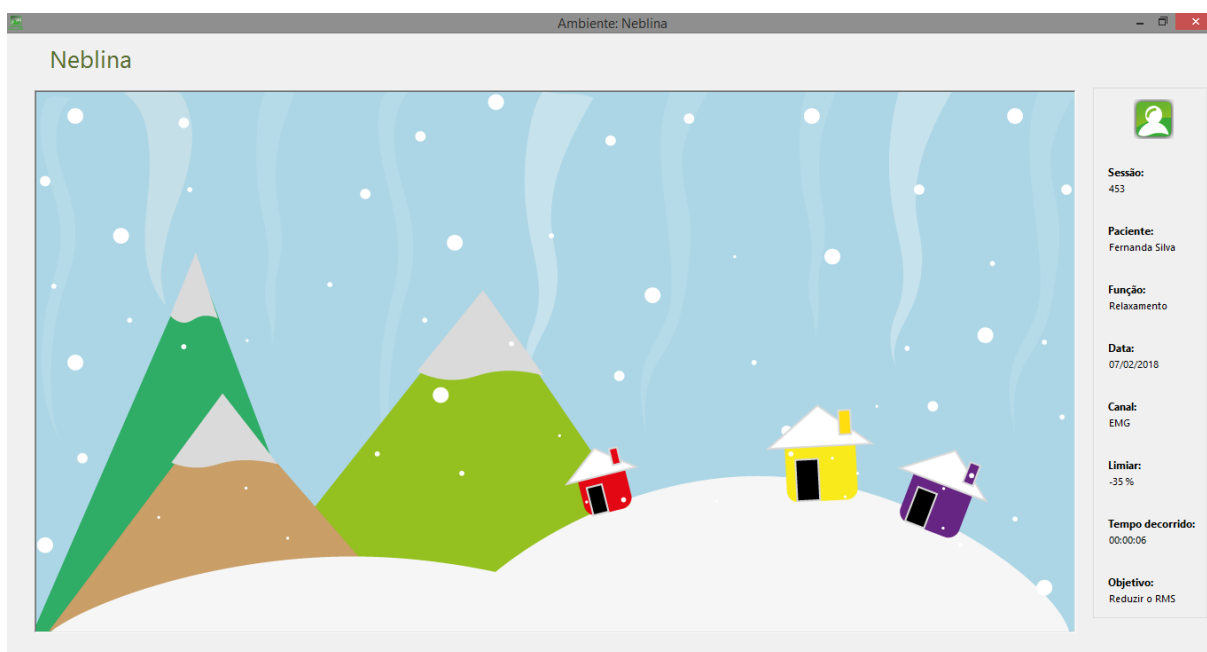 Ambiente: Neblina
Neblina
Sessão:
453
Paciente:
Fernanda Silva
Função:
Relaxamento
Data:
07/02/2018
Canal:
EMG
Limiar:
-35 %
Tempo decorrido:
00:00:06
Objetivo:
Reduzir o RMS